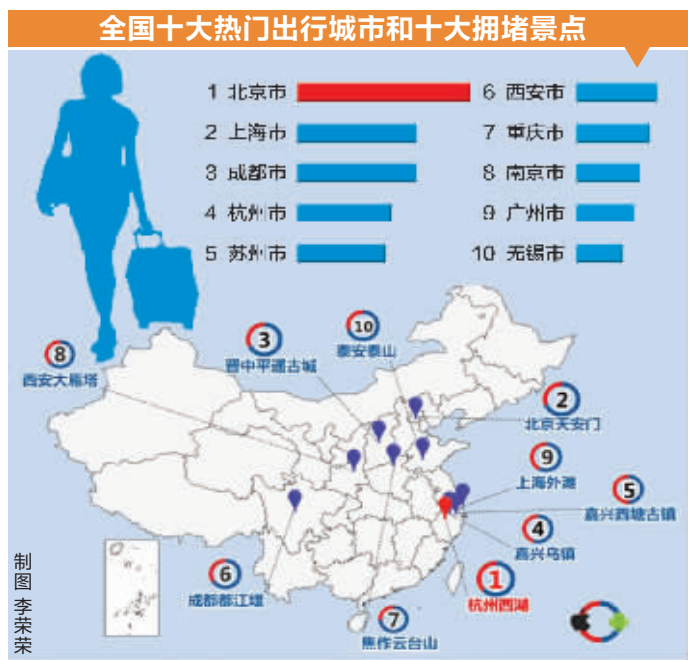 全国十大热门出行城市和十大拥堵景点
1 北京市
2 上海市
3 成都市
4 杭州市
5 苏州市
6 西安市
7 重庆市
8 南京市
9 广州市
10 无锡市
10
泰安泰山
3
晋中平遥古城
8
西安大雁塔
2
北京天安门
9
上海外滩
5
嘉兴西塘古镇
4
嘉兴乌镇
1
杭州西湖
6
成都都江堰
7
焦作云台山
制图 李荣荣